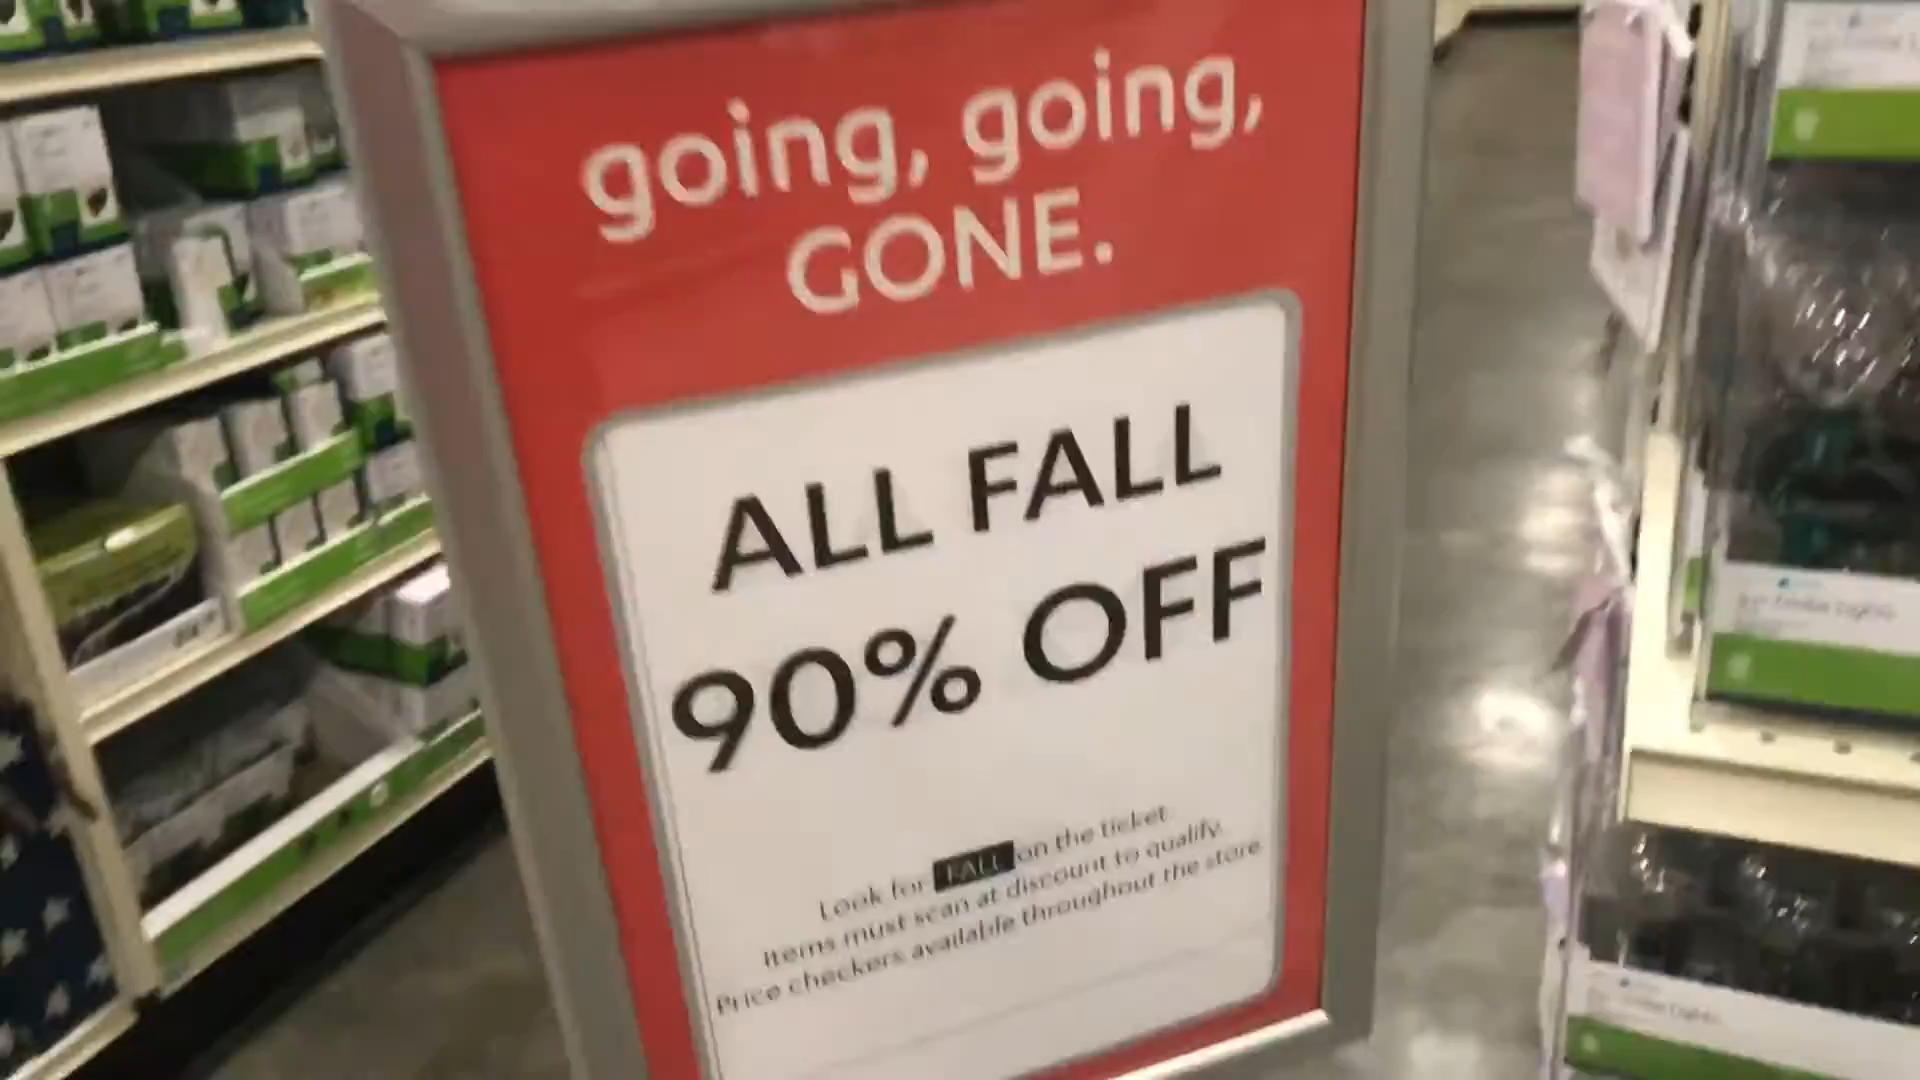 going, going,
GONE.
ALL FALL
90% OFF
Look for FALL on the ticket
Items must scan at discount to qualify.
Price checkers available throughout the store